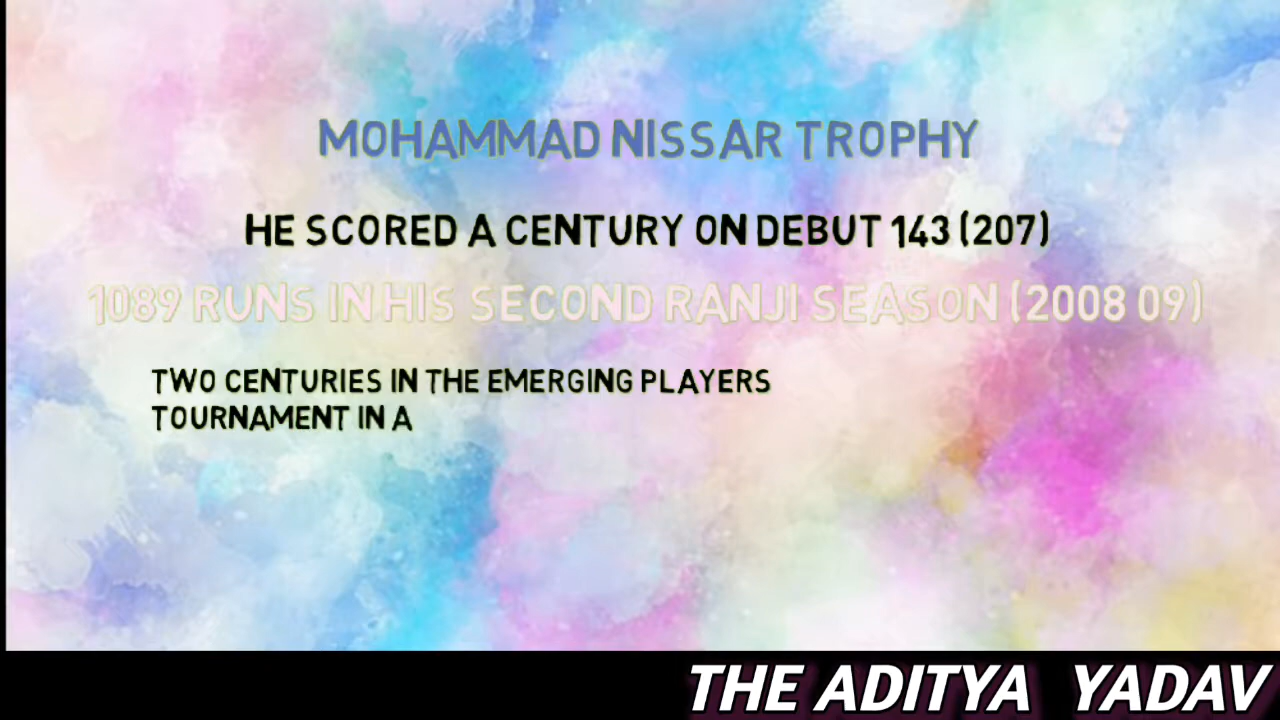 MOHAMMAD NISSAR TROPHY
HE SCORED A CENTURY ON DEBUT 143 (207)
1089 RUNS IN HIS SECOND RANJI SEASON (2008 09)
TWO CENTURIES IN THE EMERGING PLAYERS
TOURNAMENT IN A
THE ADITYA YADAV